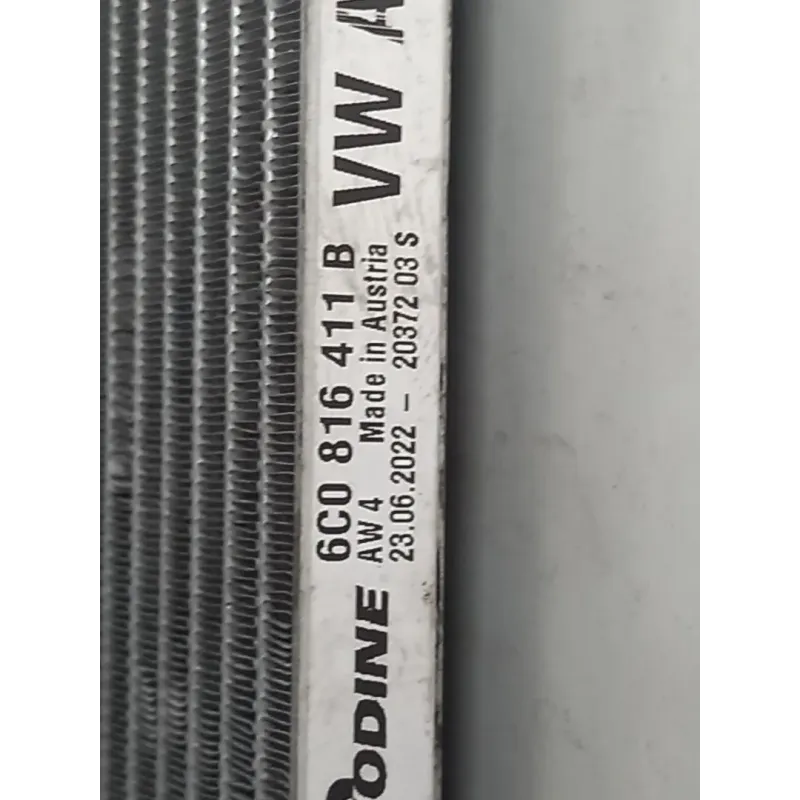 ODINE
6C0 816 411 B
AW 4 Made in Austria
23.06.2022 – 20372 03 S
VW